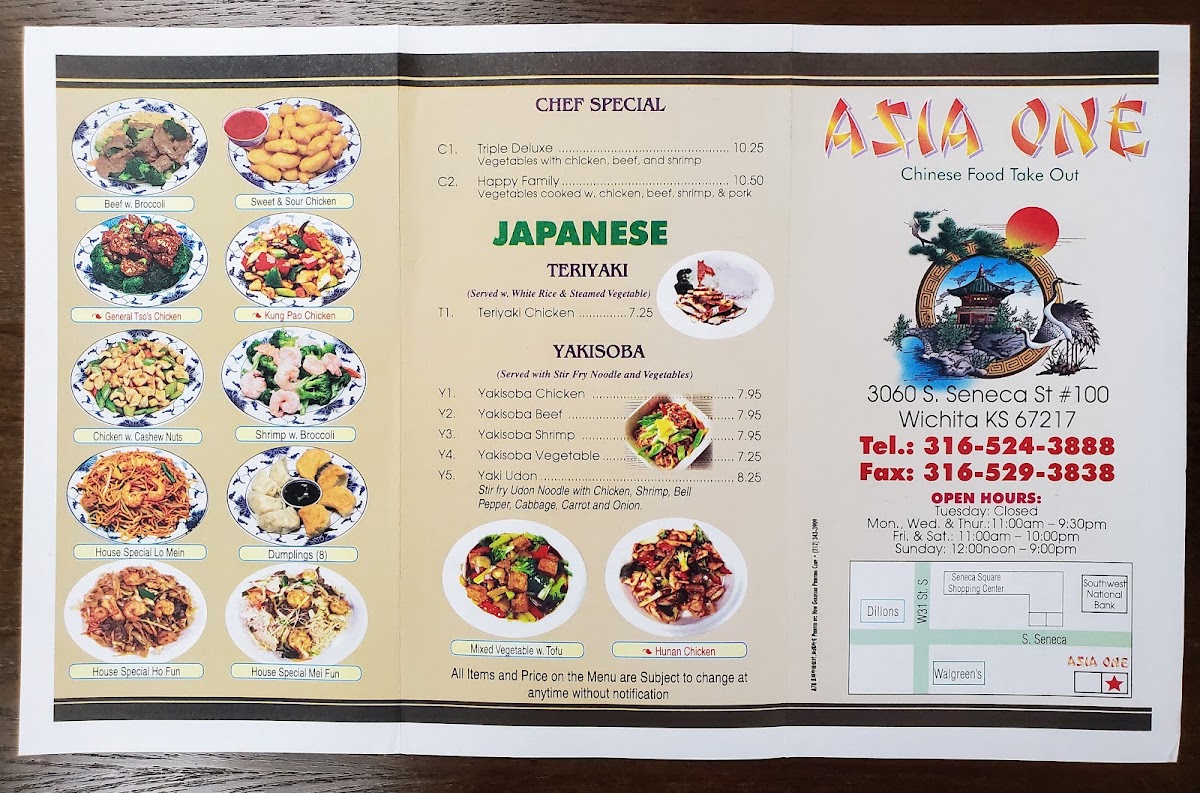 Beef w. Broccoli
Sweet & Sour Chicken
General Tso's Chicken
Kung Pao Chicken
Chicken w. Cashew Nuts
Shrimp w. Broccoli
House Special Lo Mein
Dumplings (8)
House Special Ho Fun
House Special Mei Fun
CHEF SPECIAL
C1. Triple Deluxe ........ 10.25
Vegetables with chicken, beef, and shrimp
C2. Happy Family ........ 10.50
Vegetables cooked w. chicken, beef, shrimp, & pork
JAPANESE
TERIYAKI
(Served w. White Rice & Steamed Vegetable)
T1. Teriyaki Chicken ............. 7.25
YAKISOBA
(Served with Stir Fry Noodle and Vegetables)
Y1. Yakisoba Chicken ........ 7.95
Y2. Yakisoba Beef ........ 7.95
Y3. Yakisoba Shrimp ........ 7.95
Y4. Yakisoba Vegetable ........ 7.25
Y5. Yaki Udon ........ 8.25
Stir fry Udon Noodle with Chicken, Shrimp, Bell
Pepper, Cabbage, Carrot and Onion.
Mixed Vegetable w. Tofu
Hunan Chicken
All Items and Price on the Menu are Subject to change at
anytime without notification
ASIA ONE
Chinese Food Take Out
3060 S. Seneca St #100
Wichita KS 67217
Tel.: 316-524-3888
Fax: 316-529-3838
OPEN HOURS:
Tuesday: Closed
Mon., Wed. & Thur.:11:00am – 9:30pm
Fri. & Sat.: 11:00am – 10:00pm
Sunday: 12:00noon – 9:00pm
Dillons
W31 St. S
Seneca Square
Shopping Center
Southwest
National
Bank
S. Seneca
Walgreen's
ASIA ONE